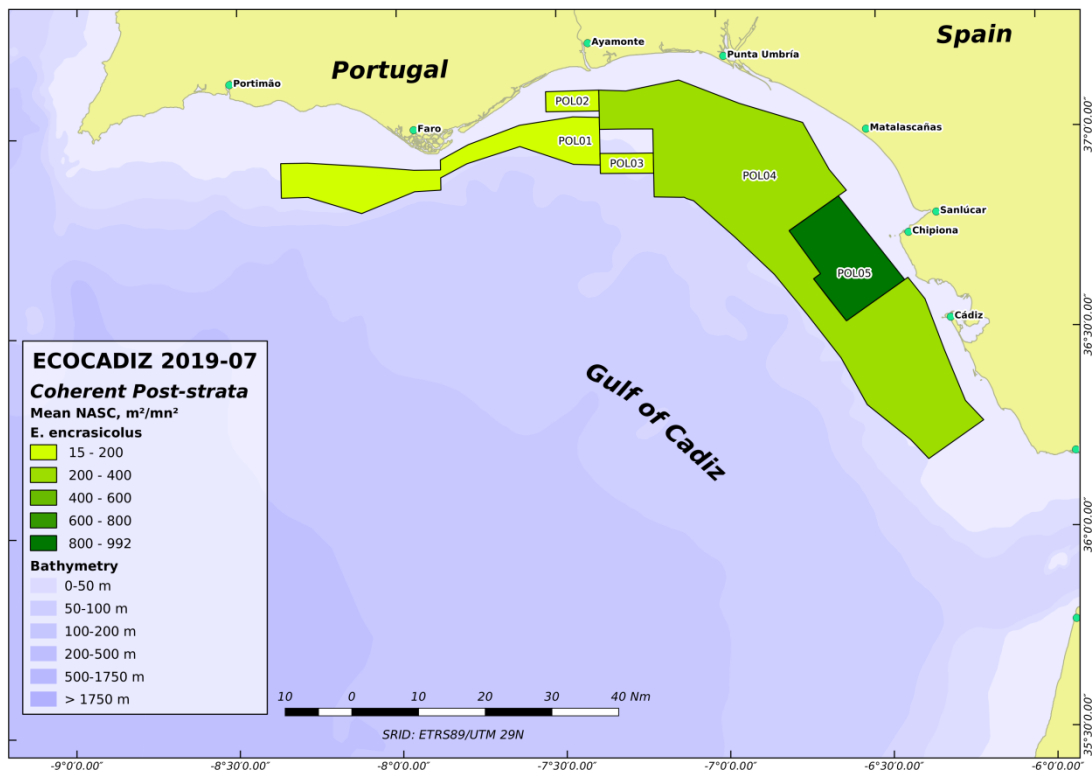 Spain
Ayamonte
Punta Umbría
Portugal
Portimão
POL02
Faro
Matalascañas
37°0'0.00"
POL01
POL03
POL04
Sanlúcar
Chipiona
POL05
Cádiz
36°30'0.00"
Gulf of Cadiz
ECOCADIZ 2019-07
Coherent Post-strata
Mean NASC, m²/mn²
E. encrasicolus
15 - 200
200 - 400
400 - 600
600 - 800
800 - 992
Bathymetry
0-50 m
50-100 m
100-200 m
200-500 m
500-1750 m
> 1750 m
36°0'0.00"
10 0 10 20 30 40 Nm
SRID: ETRS89/UTM 29N
35°30'0.00"
-9°0'0.00" -8°30'0.00" -8°0'0.00" -7°30'0.00" -7°0'0.00" -6°30'0.00" -6°0'0.00"